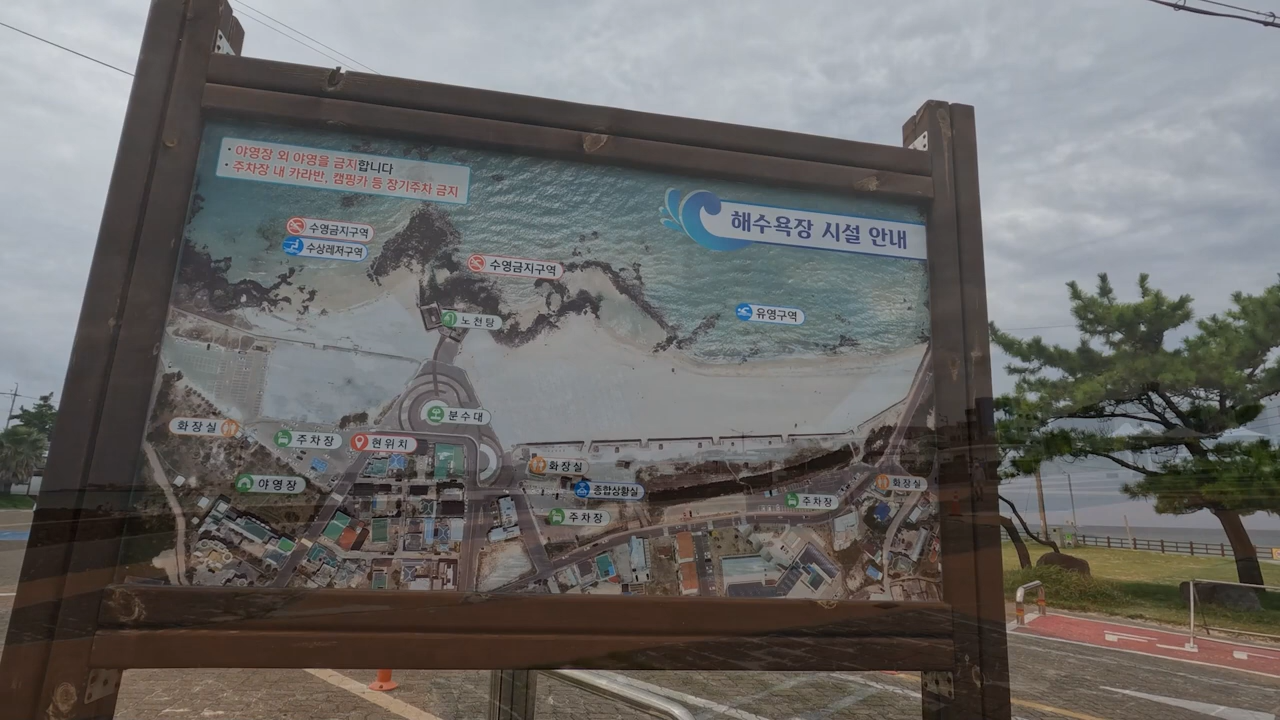 · 야영장 외 야영을 금지합니다
· 주차장 내 카라반, 캠핑카 등 장기주차 금지
해수욕장 시설 안내
수영금지구역
수상레저구역
수영금지구역
유영구역
노천탕
분수대
화장실
주차장
현위치
화장실
야영장
종합상황실
주차장
주차장
화장실